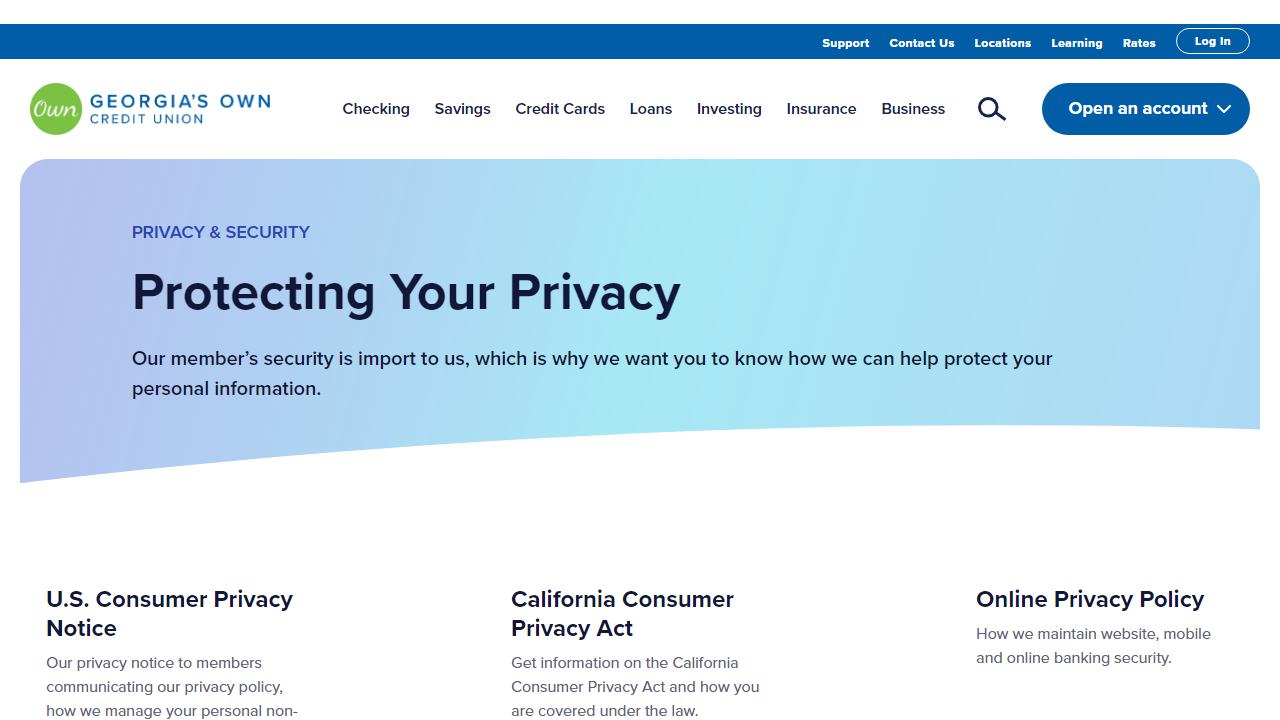 Support Contact Us Locations Learning Rates Log In
Own GEORGIA'S OWN
CREDIT UNION
Checking Savings Credit Cards Loans Investing Insurance Business Open an account
PRIVACY & SECURITY
Protecting Your Privacy
Our member's security is import to us, which is why we want you to know how we can help protect your
personal information.
U.S. Consumer Privacy
Notice
Our privacy notice to members
communicating our privacy policy,
how we manage your personal non-
California Consumer
Privacy Act
Get information on the California
Consumer Privacy Act and how you
are covered under the law.
Online Privacy Policy
How we maintain website, mobile
and online banking security.